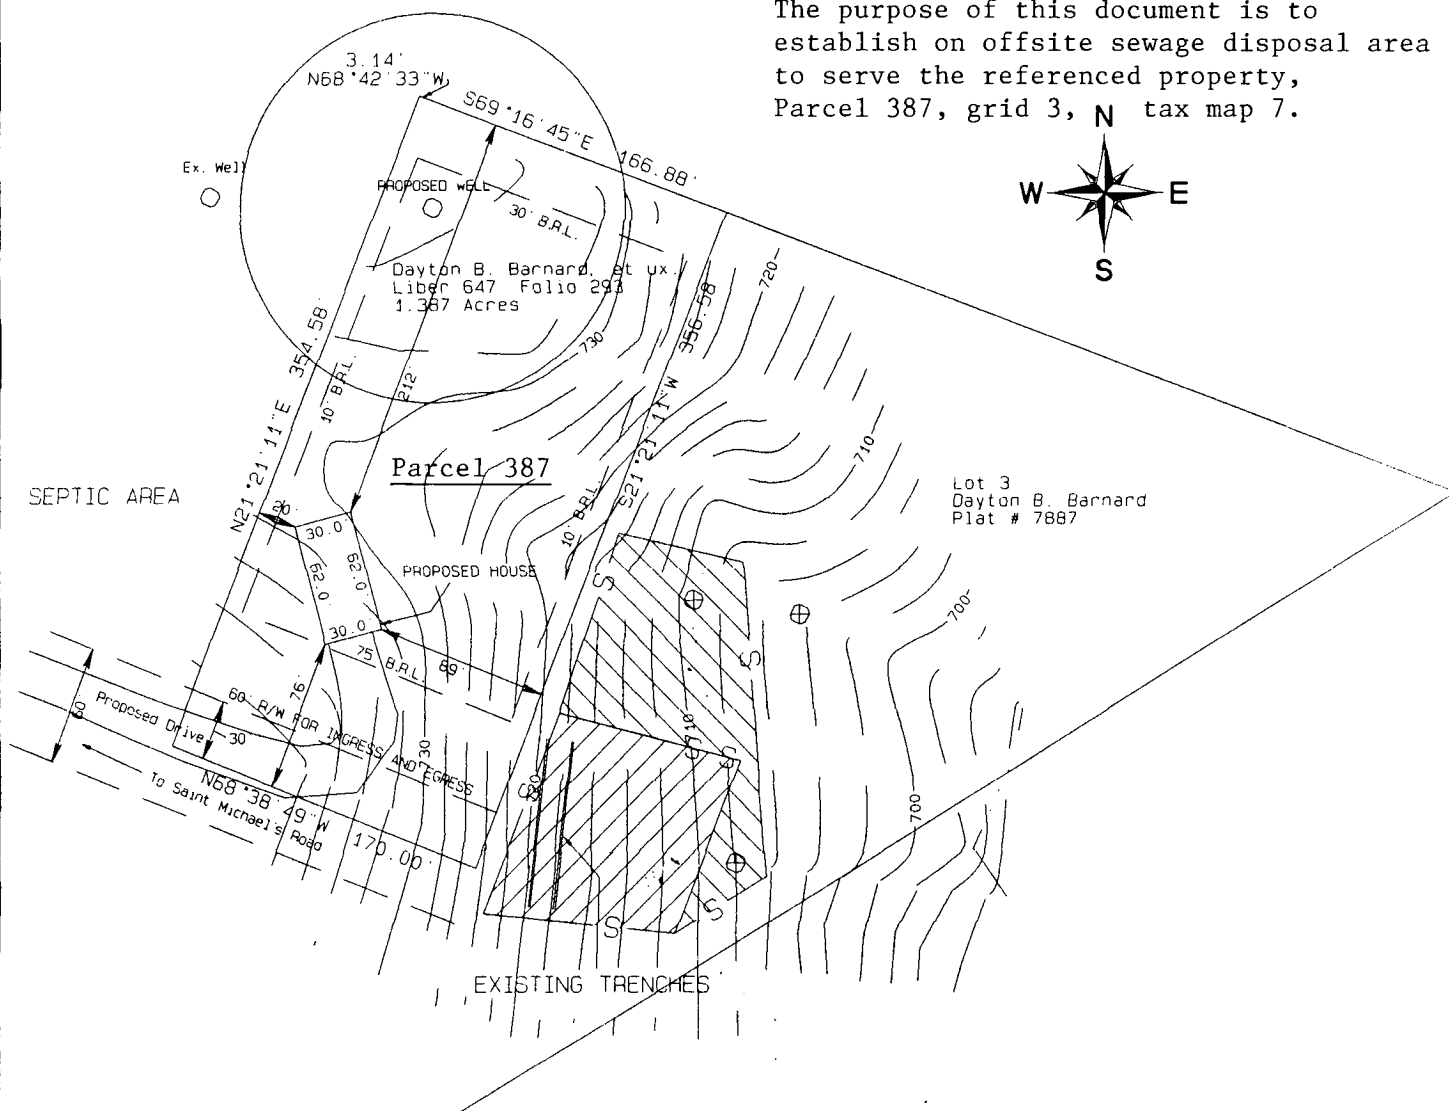 The purpose of this document is to
establish on offsite sewage disposal area
to serve the referenced property,
Parcel 387, grid 3, tax map 7.
N
W
E
S
3.14'
N68°42'33"W
S69°16'45"E 166.88'
Ex. Well
PROPOSED WELL
30' B.R.L.
Dayton B. Barnard, et ux.
Liber 647 Folio 293
1.387 Acres
720
730
N21°21'11"E 354.58'
10' B.R.L.
212'
S21°21'11"W 356.58'
710
Parcel 387
SEPTIC AREA
Lot 3
Dayton B. Barnard
Plat # 7887
20'
30.0'
62.0'
62.0'
30.0'
10' B.R.L.
PROPOSED HOUSE
S
700
75' B.R.L.
89'
S
76'
60
Proposed Drive
30
60' R/W FOR INGRESS AND EGRESS
730
710
S
S
S
700
To Saint Michael's Road
N68°38'49"W 170.00'
S
S
EXISTING TRENCHES